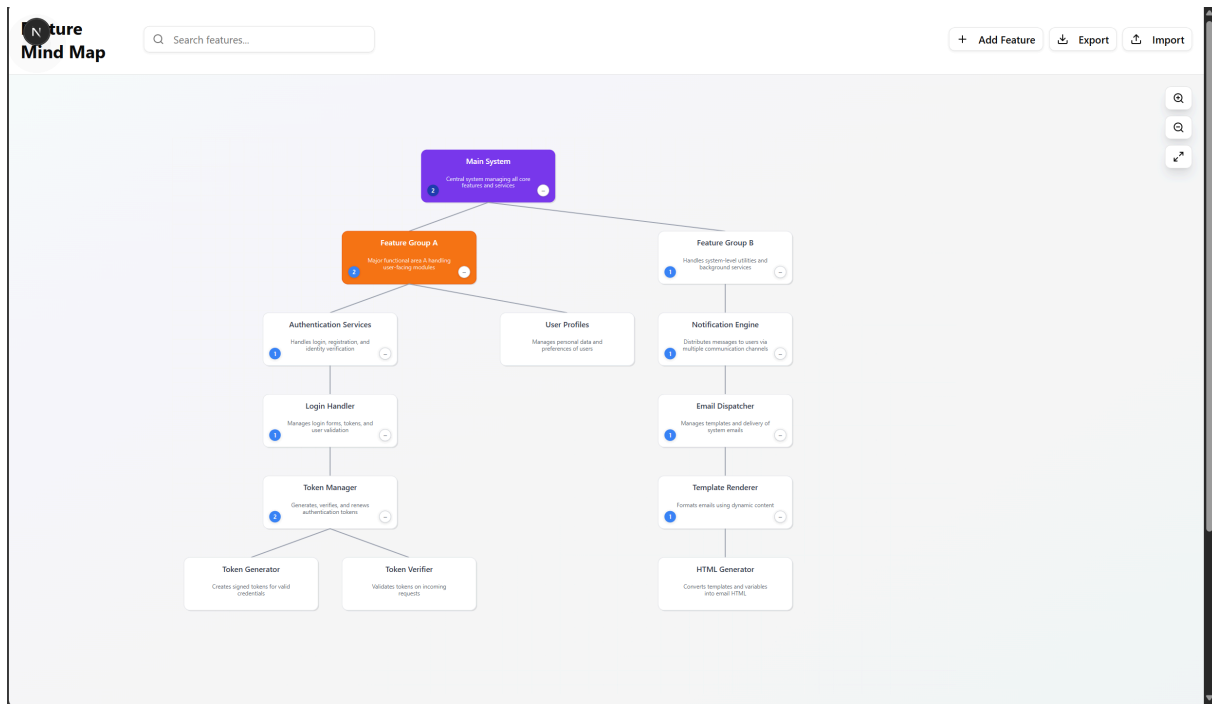 N
ture
Mind Map
Search features...
+ Add Feature
Export
Import
Main System
Central system managing all core
features and services
2
–
Feature Group A
Major functional area A handling
user-facing modules
2
–
Feature Group B
Handles system-level utilities and
background services
1
–
Authentication Services
Handles login, registration, and
identity verification
1
–
User Profiles
Manages personal data and
preferences of users
Notification Engine
Distributes messages to users via
multiple communication channels
1
–
Login Handler
Manages login forms, tokens, and
user validation
1
–
Email Dispatcher
Manages templates and delivery of
system emails
1
–
Token Manager
Generates, verifies, and renews
authentication tokens
2
–
Template Renderer
Formats emails using dynamic content
1
–
Token Generator
Creates signed tokens for valid
credentials
Token Verifier
Validates tokens on incoming
requests
HTML Generator
Converts templates and variables
into email HTML